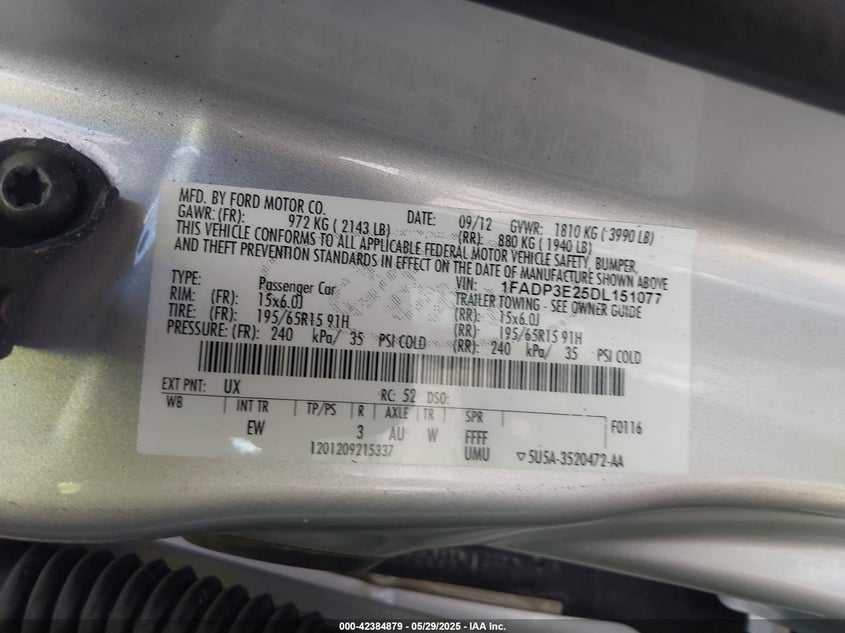 MFD. BY FORD MOTOR CO. DATE: 09/12 GVWR: 1810 KG ( 3990 LB)
GAWR: (FR): 972 KG ( 2143 LB) (RR): 880 KG ( 1940 LB)
THIS VEHICLE CONFORMS TO ALL APPLICABLE FEDERAL MOTOR VEHICLE SAFETY, BUMPER,
AND THEFT PREVENTION STANDARDS IN EFFECT ON THE DATE OF MANUFACTURE SHOWN ABOVE
VIN: 1FADP3E25DL151077
TYPE: Passenger Car TRAILER TOWING - SEE OWNER GUIDE
RIM: (FR): 15x6.0J (RR): 15x6.0J
TIRE: (FR): 195/65R15 91H (RR): 195/65R15 91H
PRESSURE: (FR): 240 kPa/ 35 PSI COLD (RR): 240 kPa/ 35 PSI COLD
EXT PNT: UX RC: 52 DSO:
WB INT TR TP/PS R AXLE TR SPR F0116
EW 3 AU W FFFF
1201209215337 UMU ▽5U5A-3520472-AA
000-42384879 - 05/29/2025 - IAA Inc.